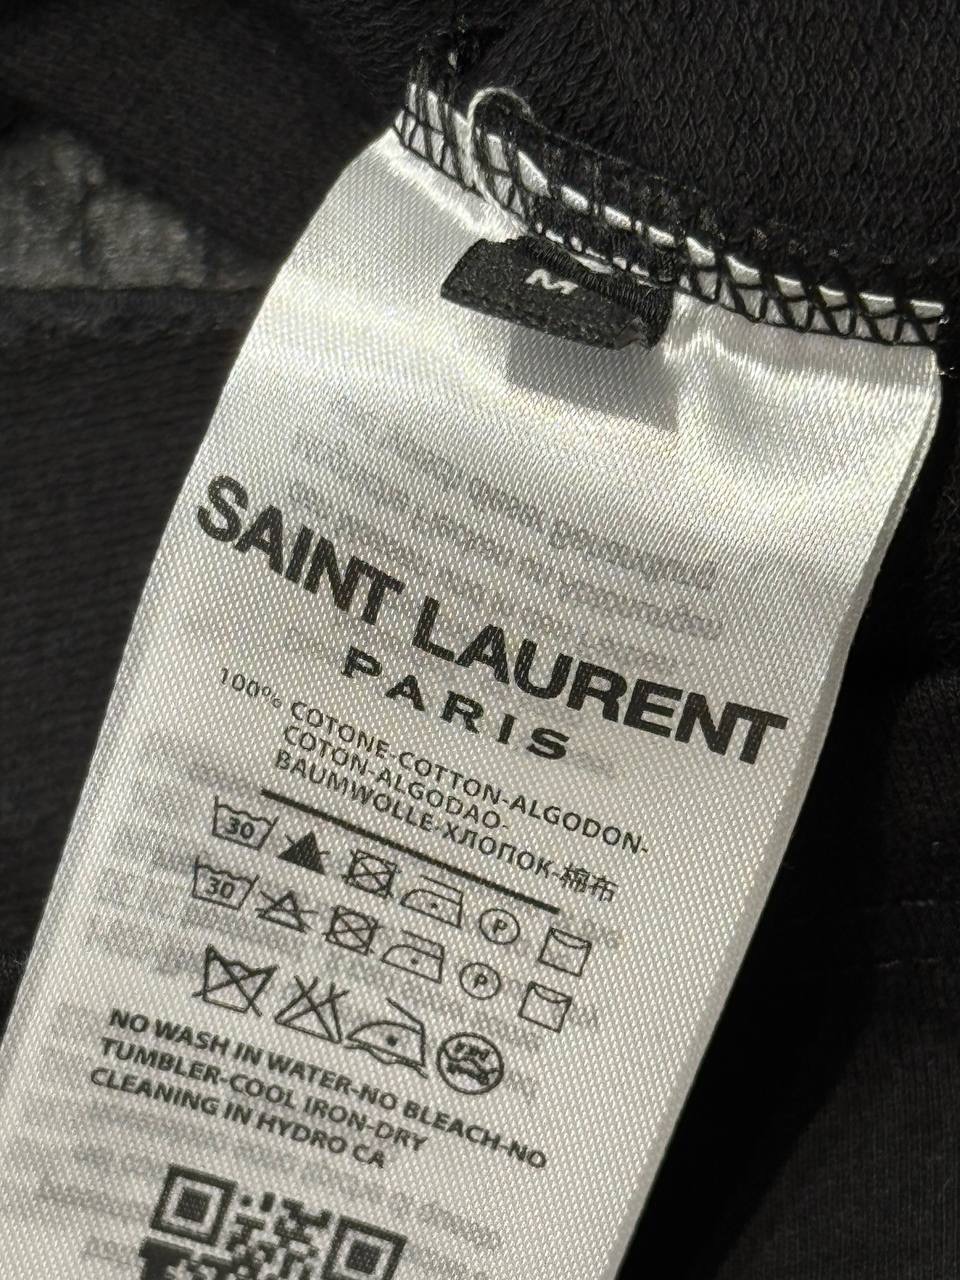 M
SAINT LAURENT
PARIS
100% COTONE-COTTON-ALGODON-
COTON-ALGODAO-
BAUMWOLLE-ХЛОПОК-棉布
30
P
30
P
NO WASH IN WATER-NO BLEACH-NO
TUMBLER-COOL IRON-DRY
CLEANING IN HYDRO CA